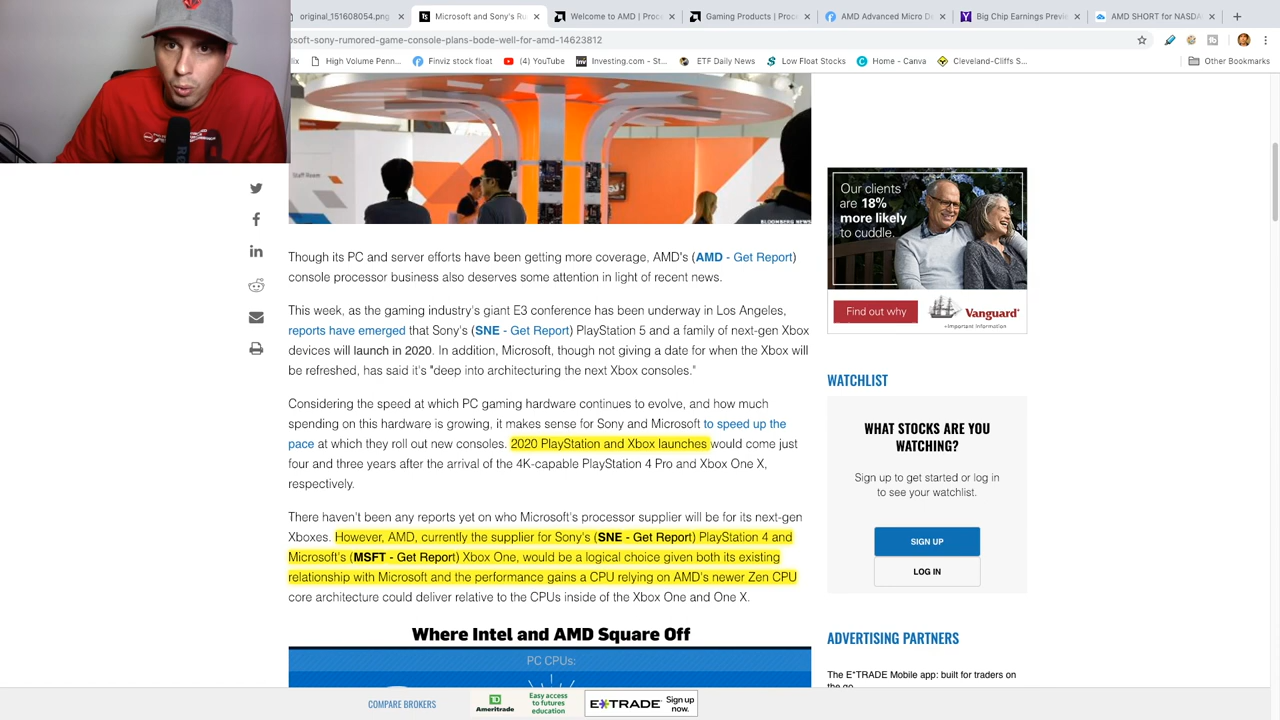 original_151608054.png
Microsoft and Sony's Ru
Welcome to AMD | Proc
Gaming Products | Proc
AMD Advanced Micro D
Big Chip Earnings Previe
AMD SHORT for NASDA
osoft-sony-rumored-game-console-plans-bode-well-for-amd-14623812
High Volume Penn...
Finviz stock float
(4) YouTube
Investing.com - St...
ETF Daily News
Low Float Stocks
Home - Canva
Cleveland-Cliffs S...
Other Bookmarks
Staff Room
BLOOMBERG NEWS
Though its PC and server efforts have been getting more coverage, AMD's (AMD - Get Report)
console processor business also deserves some attention in light of recent news.
This week, as the gaming industry's giant E3 conference has been underway in Los Angeles,
reports have emerged that Sony's (SNE - Get Report) PlayStation 5 and a family of next-gen Xbox
devices will launch in 2020. In addition, Microsoft, though not giving a date for when the Xbox will
be refreshed, has said it's "deep into architecturing the next Xbox consoles."
Considering the speed at which PC gaming hardware continues to evolve, and how much
spending on this hardware is growing, it makes sense for Sony and Microsoft to speed up the
pace at which they roll out new consoles. 2020 PlayStation and Xbox launches would come just
four and three years after the arrival of the 4K-capable PlayStation 4 Pro and Xbox One X,
respectively.
There haven't been any reports yet on who Microsoft's processor supplier will be for its next-gen
Xboxes. However, AMD, currently the supplier for Sony's (SNE - Get Report) PlayStation 4 and
Microsoft's (MSFT - Get Report) Xbox One, would be a logical choice given both its existing
relationship with Microsoft and the performance gains a CPU relying on AMD's newer Zen CPU
core architecture could deliver relative to the CPUs inside of the Xbox One and One X.
Where Intel and AMD Square Off
PC CPUs:
Our clients
are 18%
more likely
to cuddle.
Find out why
Vanguard
+Important information
WATCHLIST
WHAT STOCKS ARE YOU
WATCHING?
Sign up to get started or log in
to see your watchlist.
SIGN UP
LOG IN
ADVERTISING PARTNERS
The E*TRADE Mobile app: built for traders on
the go
COMPARE BROKERS
TD
Ameritrade
Easy access
to futures
education
E*TRADE
Sign up
now.